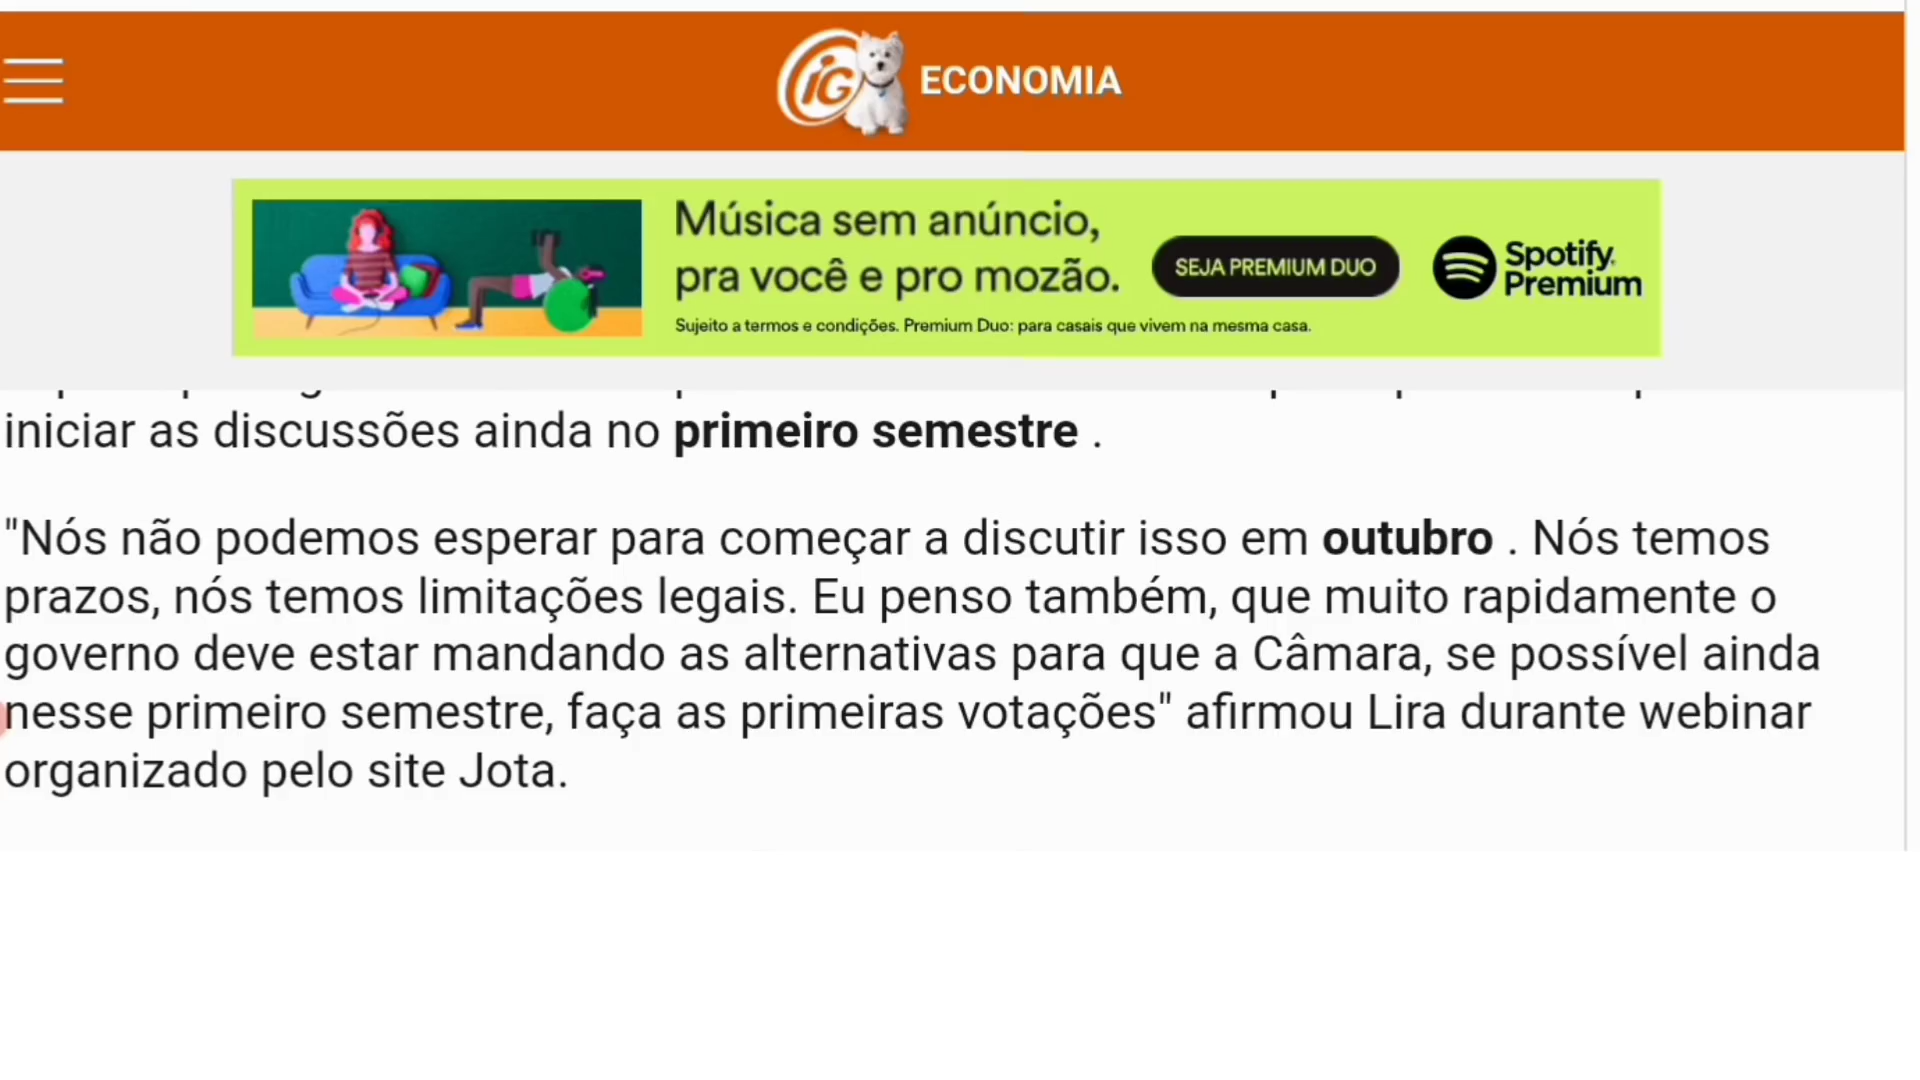 iG ECONOMIA
Música sem anúncio,
pra você e pro mozão.
Sujeito a termos e condições. Premium Duo: para casais que vivem na mesma casa.
SEJA PREMIUM DUO
Spotify
Premium
iniciar as discussões ainda no primeiro semestre .
"Nós não podemos esperar para começar a discutir isso em outubro . Nós temos
prazos, nós temos limitações legais. Eu penso também, que muito rapidamente o
governo deve estar mandando as alternativas para que a Câmara, se possível ainda
nesse primeiro semestre, faça as primeiras votações" afirmou Lira durante webinar
organizado pelo site Jota.